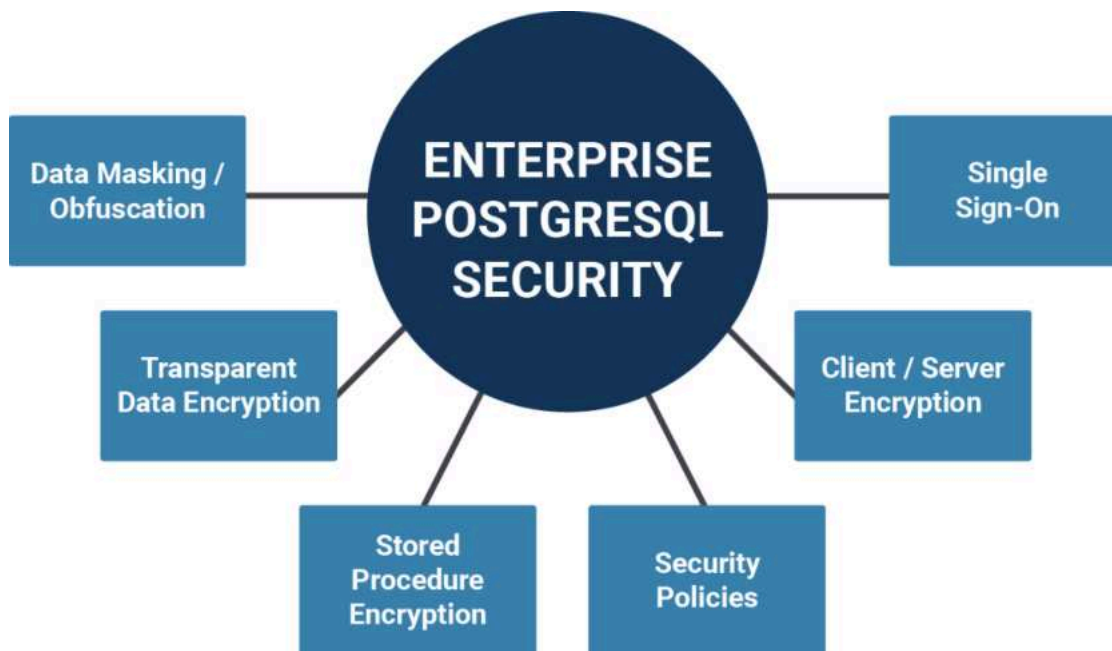 ENTERPRISE
POSTGRESQL
SECURITY
Data Masking /
Obfuscation
Single
Sign-On
Transparent
Data Encryption
Client / Server
Encryption
Stored
Procedure
Encryption
Security
Policies